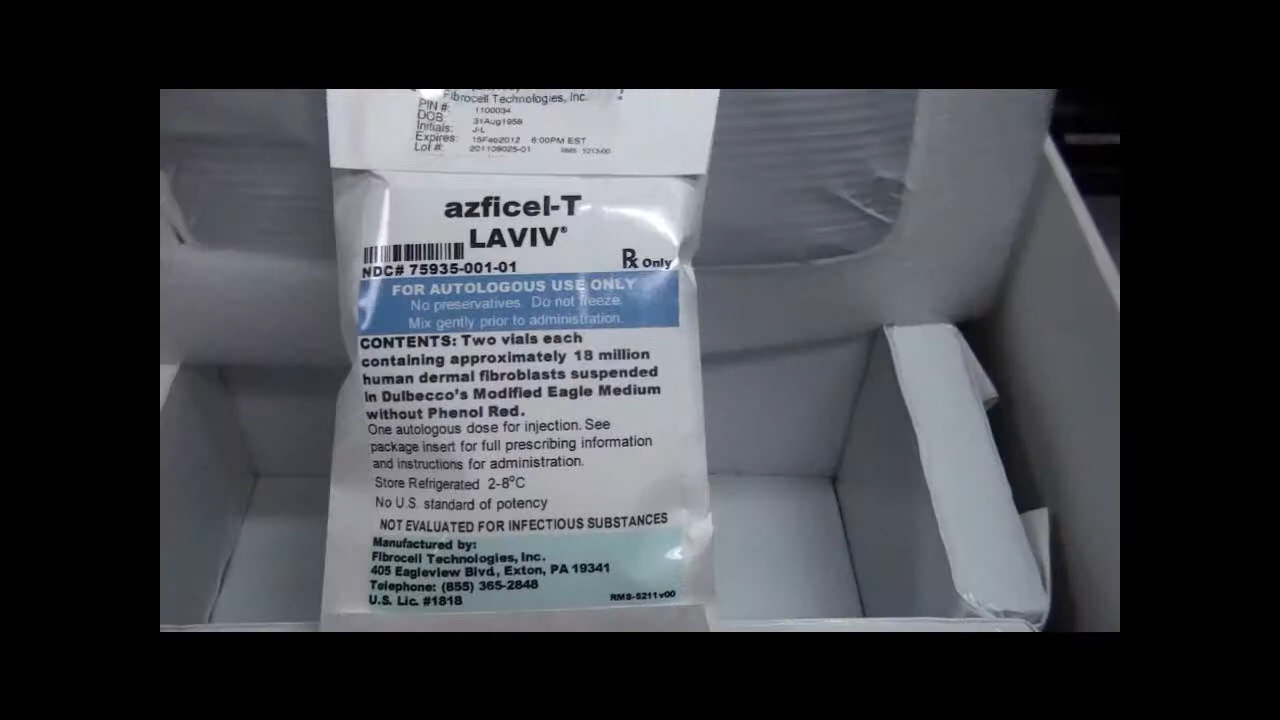 Fibrocell Technologies, Inc.
PIN #: 1100034
DOB: 31Aug1958
Initials: J-L
Expires: 15Feb2012 6:00PM EST
Lot #: 201109025-01 RMS-5213v00
azficel-T
LAVIV®
NDC# 75935-001-01
Rx Only
FOR AUTOLOGOUS USE ONLY
No preservatives. Do not freeze.
Mix gently prior to administration.
CONTENTS: Two vials each
containing approximately 18 million
human dermal fibroblasts suspended
in Dulbecco's Modified Eagle Medium
without Phenol Red.
One autologous dose for injection. See
package insert for full prescribing information
and instructions for administration.
Store Refrigerated 2-8°C
No U.S. standard of potency
NOT EVALUATED FOR INFECTIOUS SUBSTANCES
Manufactured by:
Fibrocell Technologies, Inc.
405 Eagleview Blvd, Exton, PA 19341
Telephone: (855) 365-2848
U.S. Lic. #1818
RMS-5211v00